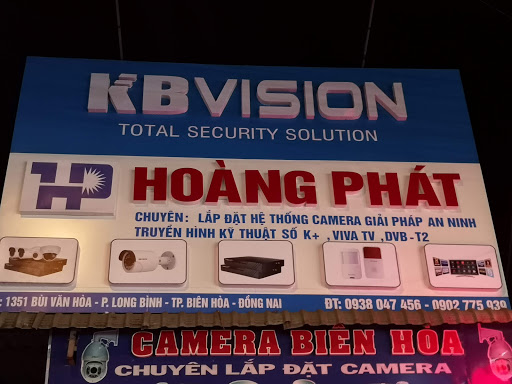 KBVISION
TOTAL SECURITY SOLUTION
HP
HOÀNG PHÁT
CHUYÊN: LẮP ĐẶT HỆ THỐNG CAMERA GIẢI PHÁP AN NINH
TRUYỀN HÌNH KỸ THUẬT SỐ K+ ,VIVA TV ,DVB-T2
: 1351 BÙI VĂN HÒA - P. LONG BÌNH - TP. BIÊN HÒA - ĐỒNG NAI ĐT: 0938 047 456 - 0902 775 939
CAMERA BIÊN HÒA
CHUYÊN LẮP ĐẶT CAMERA